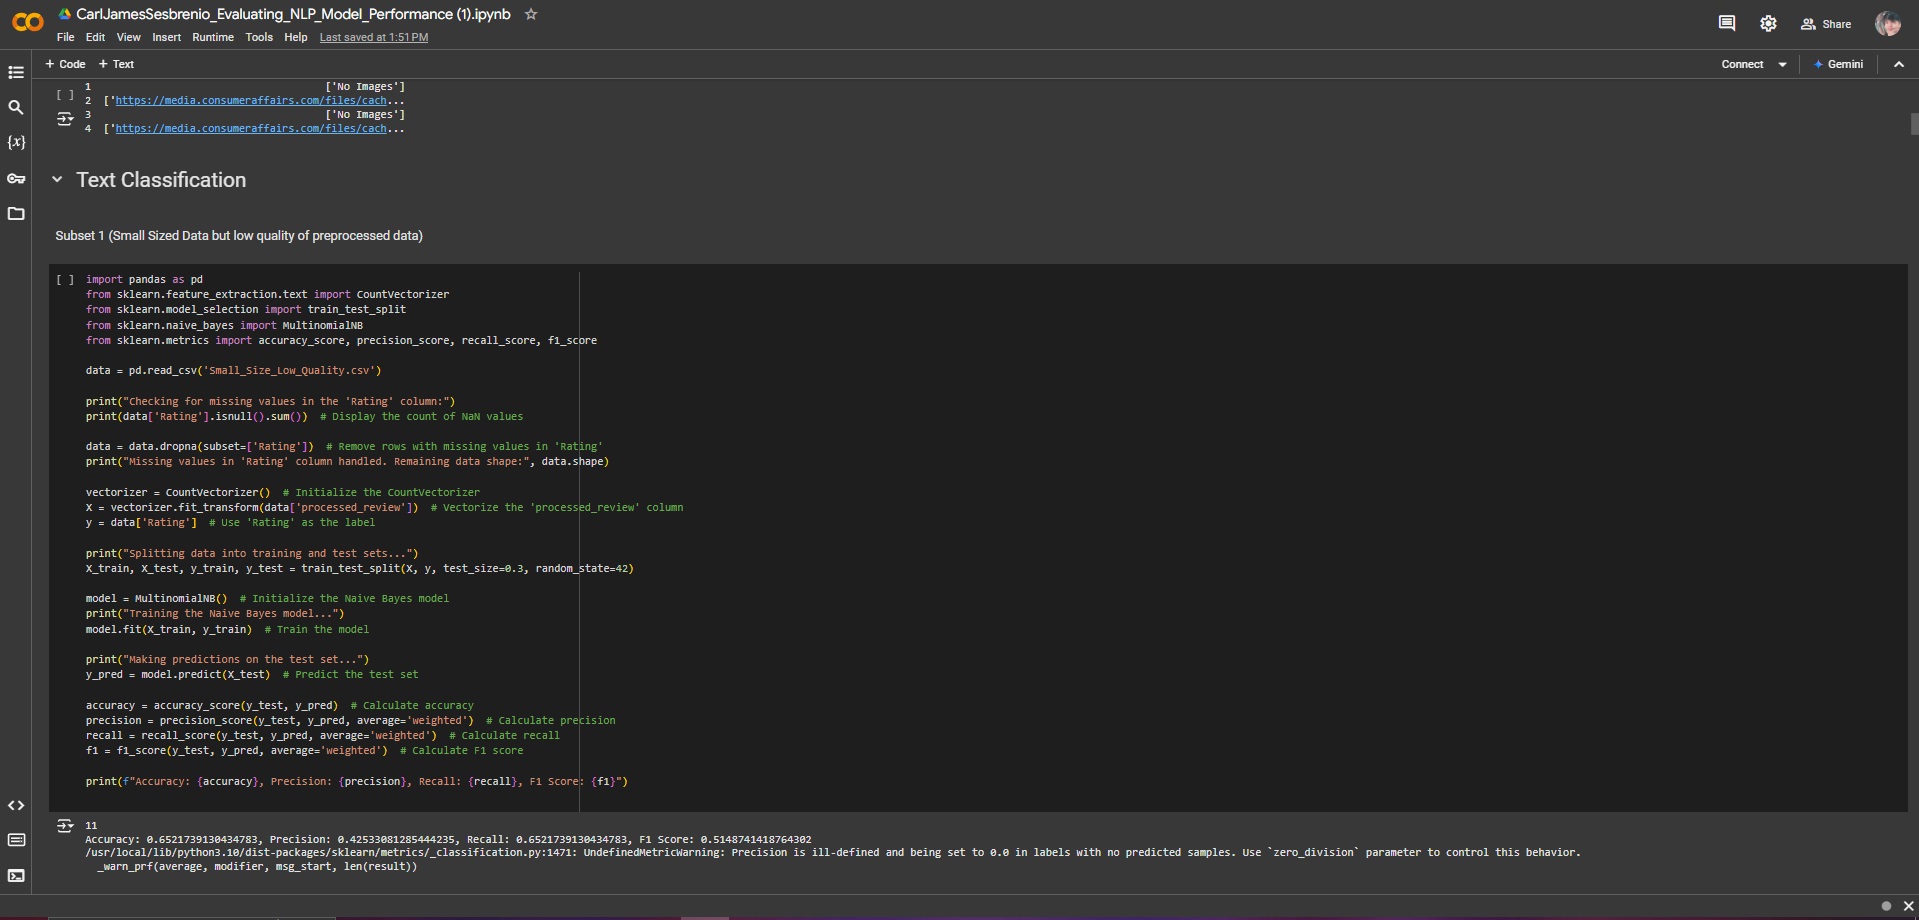 CarlJamesSesbrenio_Evaluating_NLP_Model_Performance (1).ipynb
File Edit View Insert Runtime Tools Help Last saved at 1:51 PM
Share
+ Code + Text
Connect
Gemini
[ ]
1 ['No Images']
2 ['https://media.consumeraffairs.com/files/cach...
3 ['No Images']
4 ['https://media.consumeraffairs.com/files/cach...
{x}
Text Classification
Subset 1 (Small Sized Data but low quality of preprocessed data)
[ ] import pandas as pd
from sklearn.feature_extraction.text import CountVectorizer
from sklearn.model_selection import train_test_split
from sklearn.naive_bayes import MultinomialNB
from sklearn.metrics import accuracy_score, precision_score, recall_score, f1_score
data = pd.read_csv('Small_Size_Low_Quality.csv')
print("Checking for missing values in the 'Rating' column:")
print(data['Rating'].isnull().sum())  # Display the count of NaN values
data = data.dropna(subset=['Rating'])  # Remove rows with missing values in 'Rating'
print("Missing values in 'Rating' column handled. Remaining data shape:", data.shape)
vectorizer = CountVectorizer()  # Initialize the CountVectorizer
X = vectorizer.fit_transform(data['processed_review'])  # Vectorize the 'processed_review' column
y = data['Rating']  # Use 'Rating' as the label
print("Splitting data into training and test sets...")
X_train, X_test, y_train, y_test = train_test_split(X, y, test_size=0.3, random_state=42)
model = MultinomialNB()  # Initialize the Naive Bayes model
print("Training the Naive Bayes model...")
model.fit(X_train, y_train)  # Train the model
print("Making predictions on the test set...")
y_pred = model.predict(X_test)  # Predict the test set
accuracy = accuracy_score(y_test, y_pred)  # Calculate accuracy
precision = precision_score(y_test, y_pred, average='weighted')  # Calculate precision
recall = recall_score(y_test, y_pred, average='weighted')  # Calculate recall
f1 = f1_score(y_test, y_pred, average='weighted')  # Calculate F1 score
print(f"Accuracy: {accuracy}, Precision: {precision}, Recall: {recall}, F1 Score: {f1}")
11
Accuracy: 0.6521739130434783, Precision: 0.42533081285444235, Recall: 0.6521739130434783, F1 Score: 0.5148741418764302
/usr/local/lib/python3.10/dist-packages/sklearn/metrics/_classification.py:1471: UndefinedMetricWarning: Precision is ill-defined and being set to 0.0 in labels with no predicted samples. Use `zero_division` parameter to control this behavior.
_warn_prf(average, modifier, msg_start, len(result))